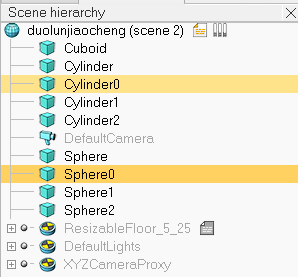 Scene hierarchy
duolunjiaocheng (scene 2)
Cuboid
Cylinder
Cylinder0
Cylinder1
Cylinder2
DefaultCamera
Sphere
Sphere0
Sphere1
Sphere2
ResizableFloor_5_25
DefaultLights
XYZCameraProxy